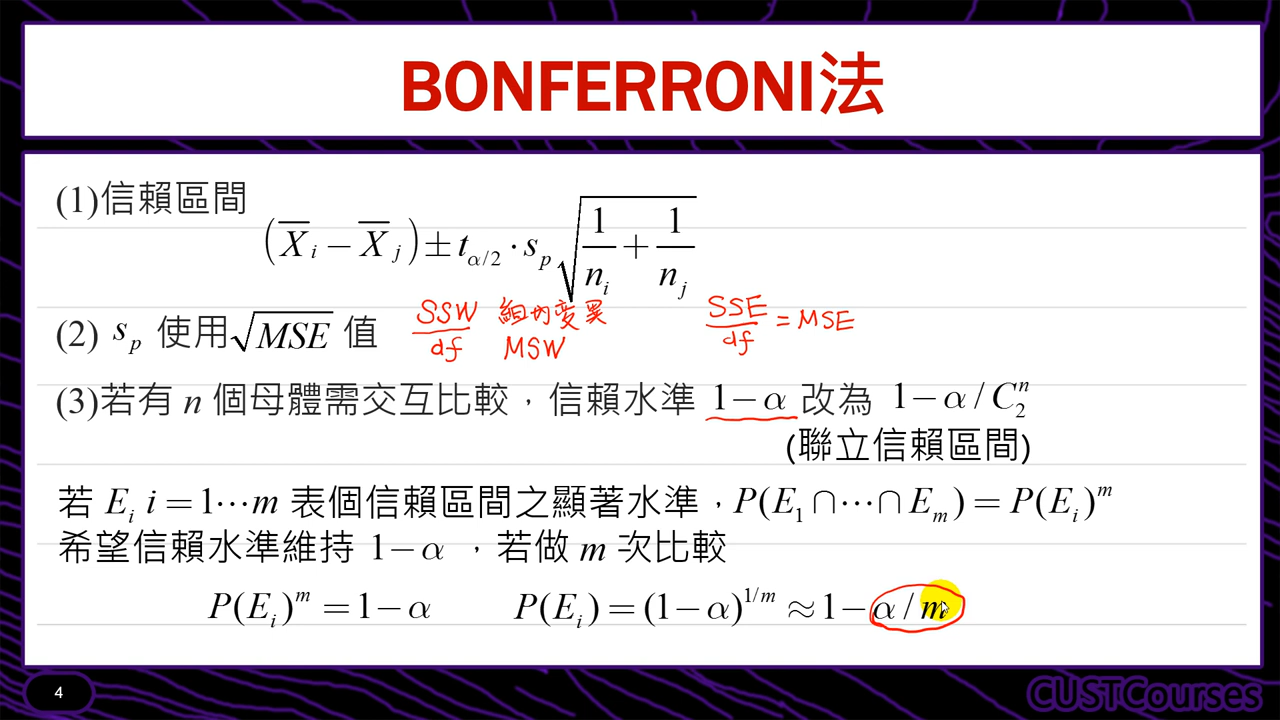 BONFERRONI法
(1)信賴區間
(X̄ᵢ − X̄ⱼ) ± t_{α/2} · s_p √(1/nᵢ + 1/nⱼ)
(2) s_p 使用 √MSE 值
SSW/df 組內變異 MSW
SSE/df = MSE
(3)若有 n 個母體需交互比較，信賴水準 1−α 改為 1−α / C₂ⁿ
(聯立信賴區間)
若 Eᵢ i = 1⋯m 表個信賴區間之顯著水準，P(E₁ ∩ ⋯ ∩ Eₘ) = P(Eᵢ)ᵐ
希望信賴水準維持 1−α ，若做 m 次比較
P(Eᵢ)ᵐ = 1−α P(Eᵢ) = (1−α)^{1/m} ≈ 1−α / m
4
CUSTCourses